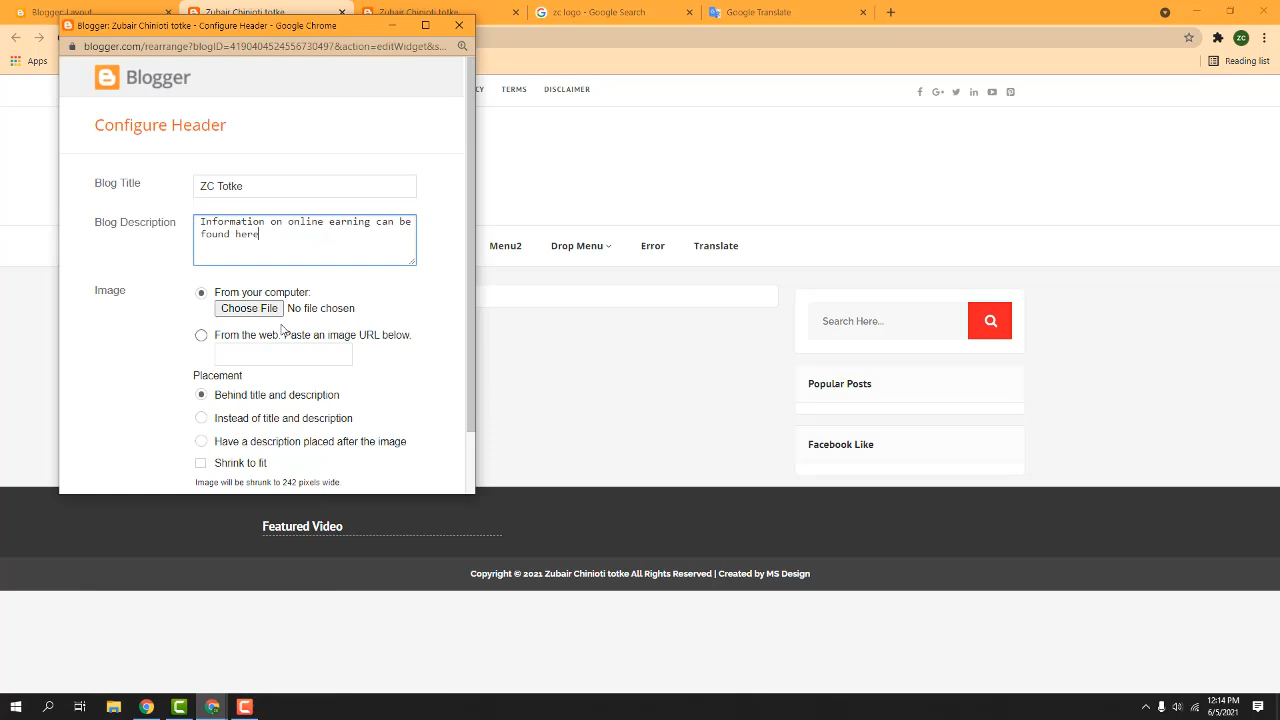 Blogger: Layout
Zubair Chinioti totke
Zubair Chinioti totke
zc logo - Google Search
Google Translate
Blogger: Zubair Chinioti totke - Configure Header - Google Chrome
blogger.com/rearrange?blogID=4190404524556730497&action=editWidget&s...
Apps
ZC
Reading list
Blogger
TERMS
DISCLAIMER
Configure Header
Blog Title
ZC Totke
Blog Description
Information on online earning can be
found here
Menu2
Drop Menu
Error
Translate
Image
From your computer:
Choose File
No file chosen
From the web. Paste an image URL below.
Placement
Behind title and description
Instead of title and description
Have a description placed after the image
Shrink to fit
Image will be shrunk to 242 pixels wide
Search Here...
Popular Posts
Facebook Like
Featured Video
Copyright © 2021 Zubair Chinioti totke All Rights Reserved | Created by MS Design
12:14 PM
6/5/2021